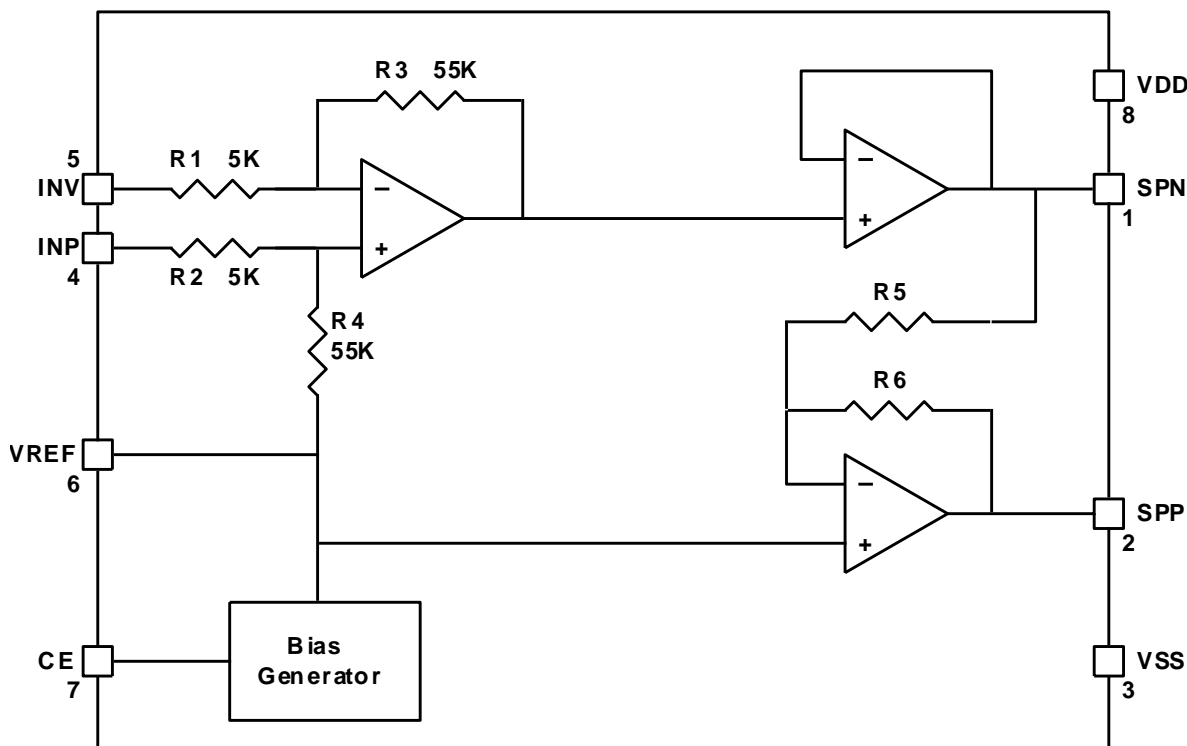 R3 55K
VDD
8
5
INV
R1 5K
−
−
SPN
1
INP
4
R2 5K
+
+
R5
R4
55K
R6
VREF
6
−
+
SPP
2
Bias
Generator
CE
7
VSS
3